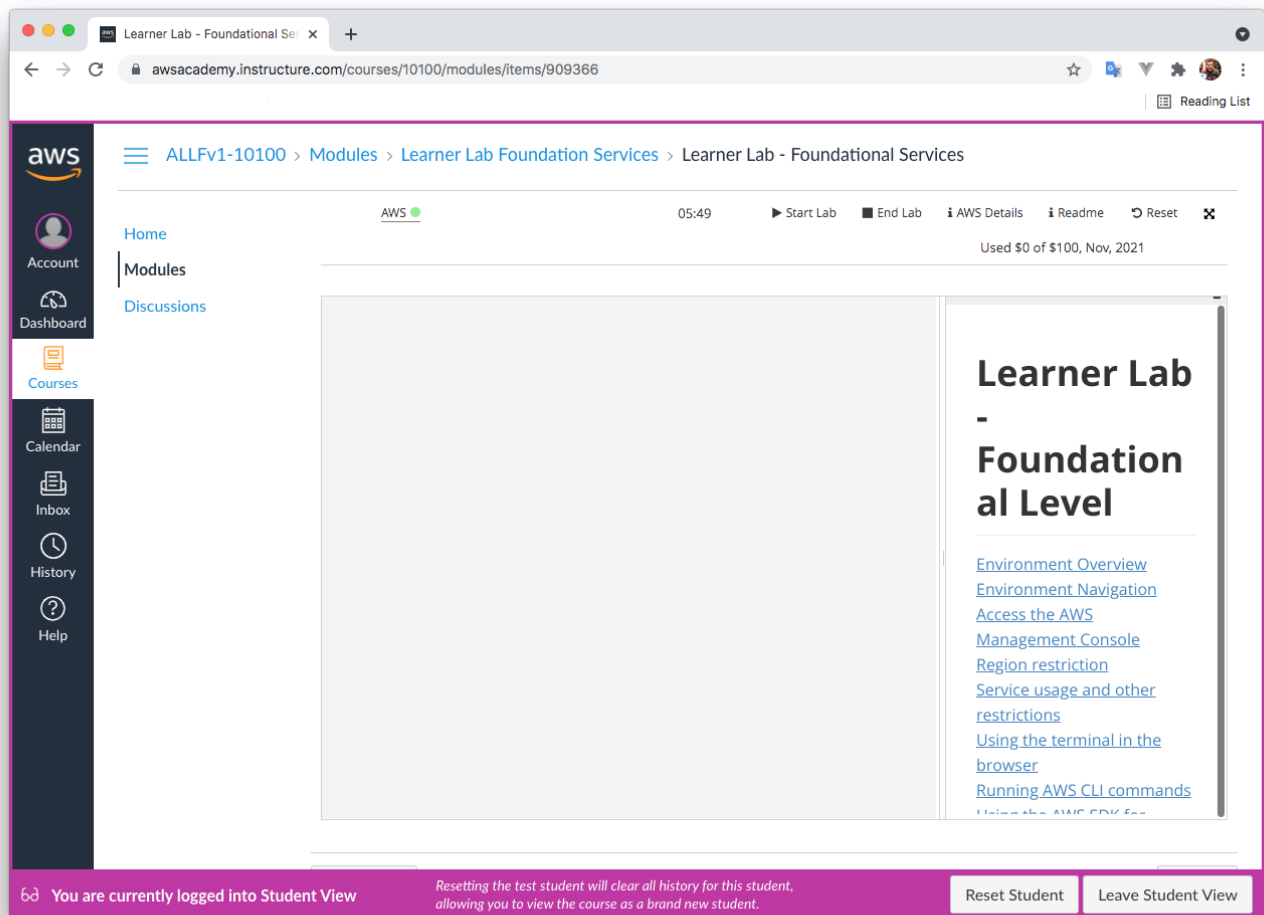 Learner Lab - Foundational Ser
awsacademy.instructure.com/courses/10100/modules/items/909366
Reading List
aws
ALLFv1-10100 > Modules > Learner Lab Foundation Services > Learner Lab - Foundational Services
Account
Dashboard
Courses
Calendar
Inbox
History
Help
Home
Modules
Discussions
AWS 05:49 Start Lab End Lab AWS Details Readme Reset
Used $0 of $100, Nov, 2021
Learner Lab
-
Foundation
al Level
Environment Overview
Environment Navigation
Access the AWS
Management Console
Region restriction
Service usage and other
restrictions
Using the terminal in the
browser
Running AWS CLI commands
Using the AWS SDK for
You are currently logged into Student View
Resetting the test student will clear all history for this student,
allowing you to view the course as a brand new student.
Reset Student
Leave Student View